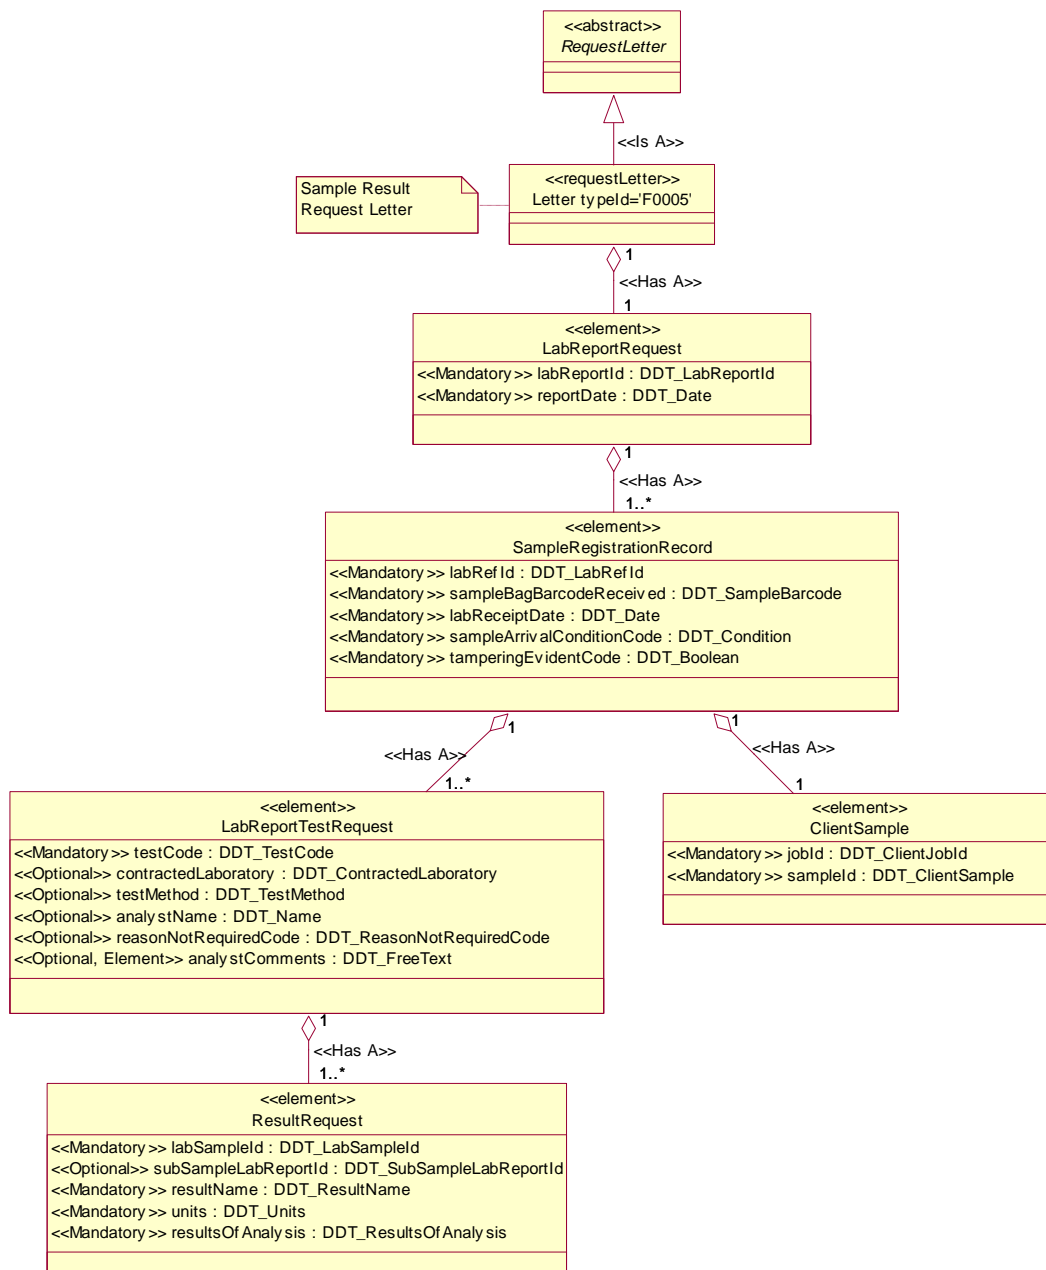 <<abstract>>
RequestLetter
<<Is A>>
Sample Result
Request Letter
<<requestLetter>>
Letter typeId='F0005'
1
<<Has A>>
1
<<element>>
LabReportRequest
<<Mandatory>> labReportId : DDT_LabReportId
<<Mandatory>> reportDate : DDT_Date
1
<<Has A>>
1..*
<<element>>
SampleRegistrationRecord
<<Mandatory>> labRefId : DDT_LabRefId
<<Mandatory>> sampleBagBarcodeReceived : DDT_SampleBarcode
<<Mandatory>> labReceiptDate : DDT_Date
<<Mandatory>> sampleArrivalConditionCode : DDT_Condition
<<Mandatory>> tamperingEvidentCode : DDT_Boolean
1
<<Has A>>
1..*
1
<<Has A>>
1
<<element>>
LabReportTestRequest
<<Mandatory>> testCode : DDT_TestCode
<<Optional>> contractedLaboratory : DDT_ContractedLaboratory
<<Optional>> testMethod : DDT_TestMethod
<<Optional>> analystName : DDT_Name
<<Optional>> reasonNotRequiredCode : DDT_ReasonNotRequiredCode
<<Optional, Element>> analystComments : DDT_FreeText
<<element>>
ClientSample
<<Mandatory>> jobId : DDT_ClientJobId
<<Mandatory>> sampleId : DDT_ClientSample
1
<<Has A>>
1..*
<<element>>
ResultRequest
<<Mandatory>> labSampleId : DDT_LabSampleId
<<Optional>> subSampleLabReportId : DDT_SubSampleLabReportId
<<Mandatory>> resultName : DDT_ResultName
<<Mandatory>> units : DDT_Units
<<Mandatory>> resultsOfAnalysis : DDT_ResultsOfAnalysis